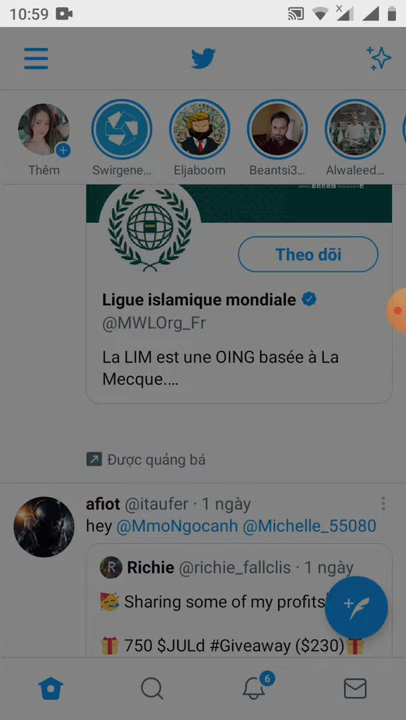 10:59
Thêm
Swirgene...
Eljaboom
Beantsi3...
Alwaleed...
Theo dõi
Ligue islamique mondiale
@MWLOrg_Fr
La LIM est une OING basée à La
Mecque....
Được quảng bá
afiot @itaufer · 1 ngày
hey @MmoNgocanh @Michelle_55080
R Richie @richie_fallclis · 1 ngày
🥳 Sharing some of my profits
🎁 750 $JULd #Giveaway ($230)🎁
6